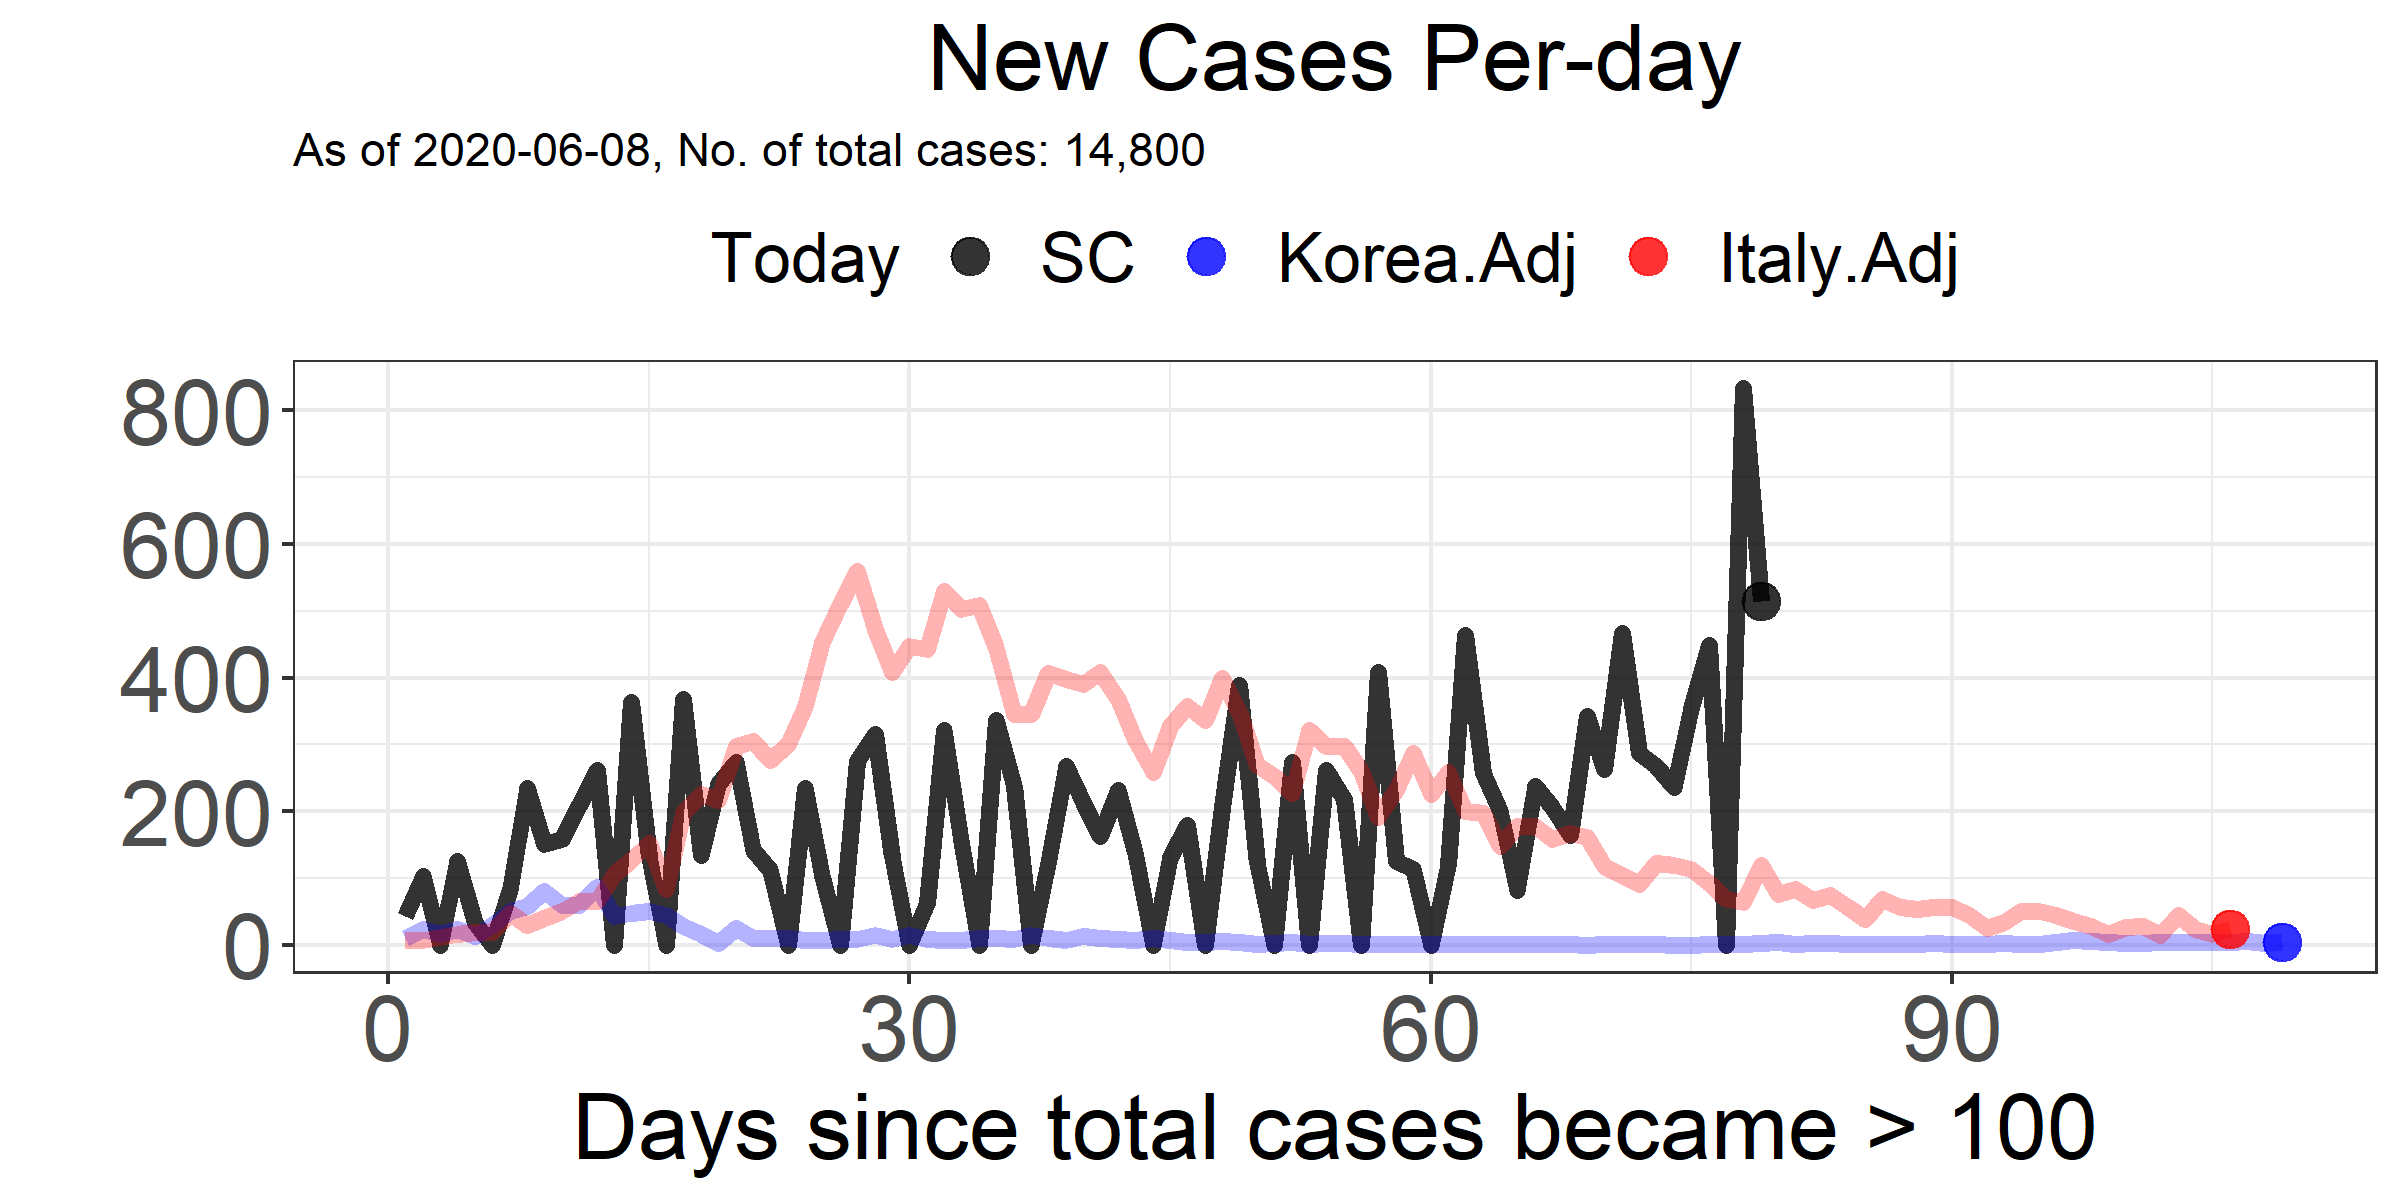 New Cases Per-day
As of 2020-06-08, No. of total cases: 14,800
Today SC Korea.Adj Italy.Adj
800
600
400
200
0
0 30 60 90
Days since total cases became > 100